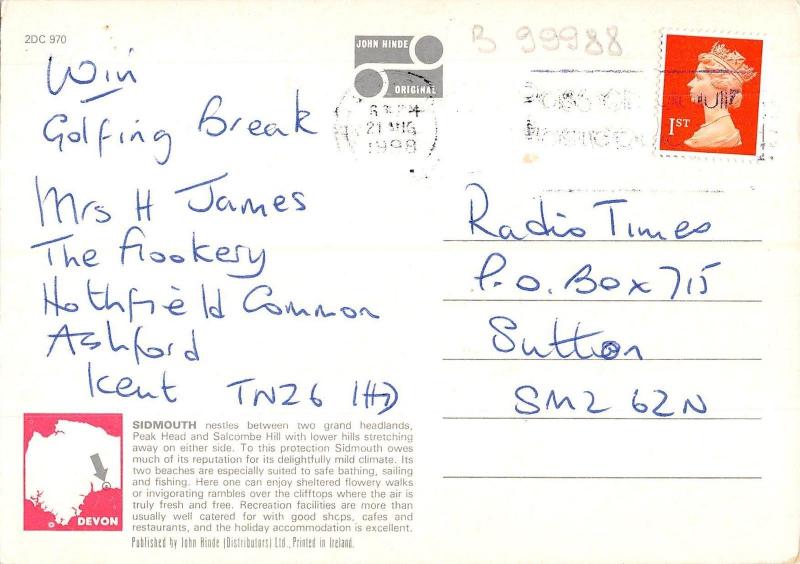 2DC 970
JOHN HINDE
ORIGINAL
B 99988
21 AUG
1998
1ST
Win
Golfing Break
Mrs H James
The Rookery
Hothfield Common
Ashford
Kent TN26 1HD
Radio Times
P.O. Box 715
Sutton
SM2 6ZN
DEVON
SIDMOUTH nestles between two grand headlands,
Peak Head and Salcombe Hill with lower hills stretching
away on either side. To this protection Sidmouth owes
much of its reputation for its delightfully mild climate. Its
two beaches are especially suited to safe bathing, sailing
and fishing. Here one can enjoy sheltered flowery walks
or invigorating rambles over the clifftops where the air is
truly fresh and free. Recreation facilities are more than
usually well catered for with good shops, cafes and
restaurants, and the holiday accommodation is excellent.
Published by John Hinde (Distributors) Ltd., Printed in Ireland.